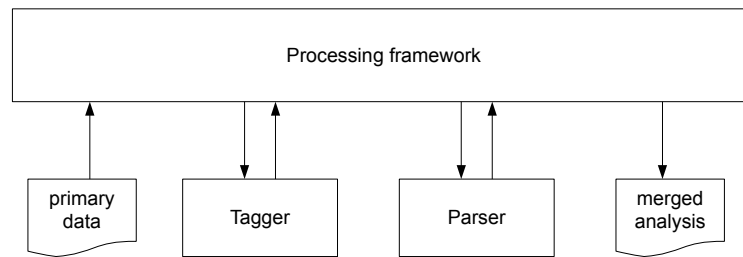 Processing framework
primary
data
Tagger
Parser
merged
analysis